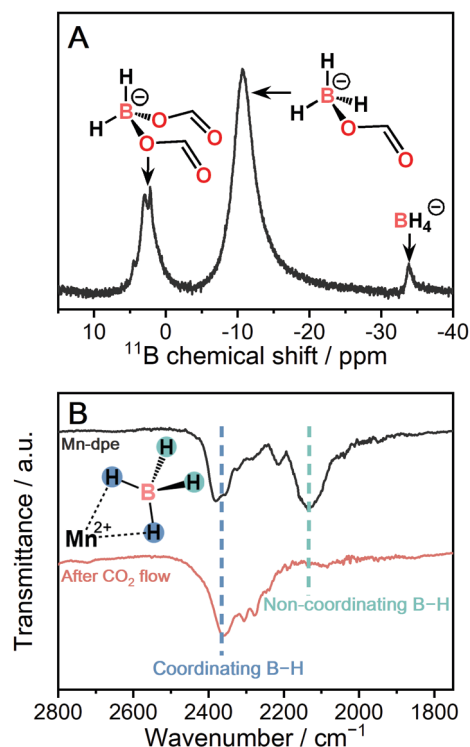 A
H
H
B
⊖
O
O
O
O
H
B
⊖
H
H
O
O
⊖
BH₄
15 0 -10 -20 -30 -40
¹¹B chemical shift / ppm
B
Mn-dpe
H
H
B
H
H
Mn²⁺
After CO₂ flow
Non-coordinating B−H
Coordinating B−H
Transmittance / a.u.
2800 2600 2400 2200 2000 1800
Wavenumber / cm⁻¹